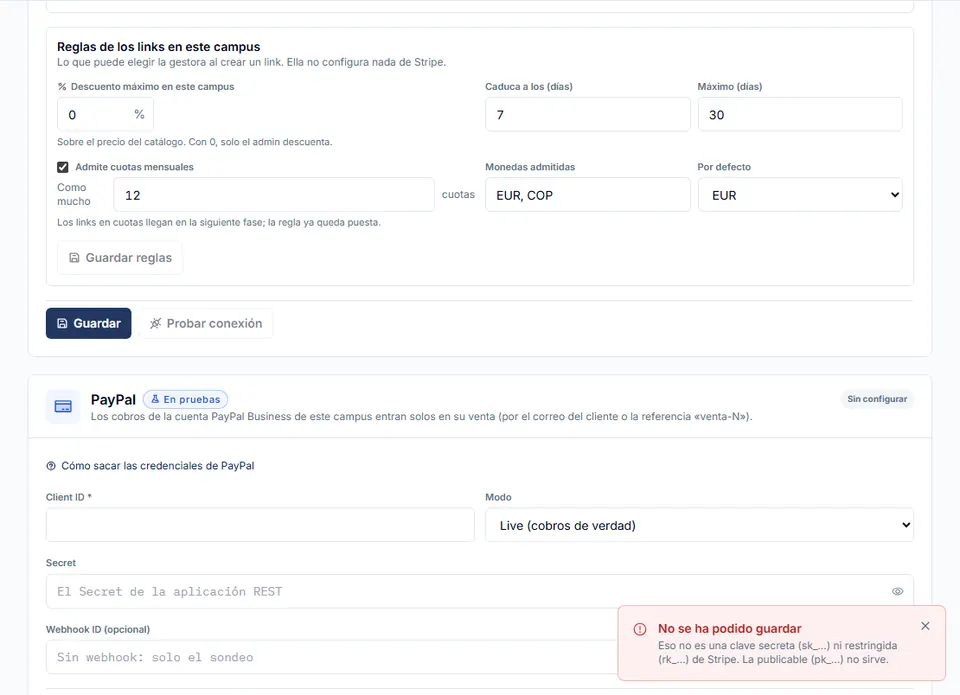 Reglas de los links en este campus
Lo que puede elegir la gestora al crear un link. Ella no configura nada de Stripe.
% Descuento máximo en este campus
Caduca a los (días)
Máximo (días)
0 %
7
30
Sobre el precio del catálogo. Con 0, solo el admin descuenta.
Admite cuotas mensuales
Monedas admitidas
Por defecto
Como mucho
12
cuotas
EUR, COP
EUR
Los links en cuotas llegan en la siguiente fase; la regla ya queda puesta.
Guardar reglas
Guardar
Probar conexión
PayPal
En pruebas
Los cobros de la cuenta PayPal Business de este campus entran solos en su venta (por el correo del cliente o la referencia «venta-N»).
Sin configurar
Cómo sacar las credenciales de PayPal
Client ID *
Modo
Live (cobros de verdad)
Secret
El Secret de la aplicación REST
Webhook ID (opcional)
Sin webhook: solo el sondeo
No se ha podido guardar
Eso no es una clave secreta (sk_...) ni restringida
(rk_...) de Stripe. La publicable (pk_...) no sirve.